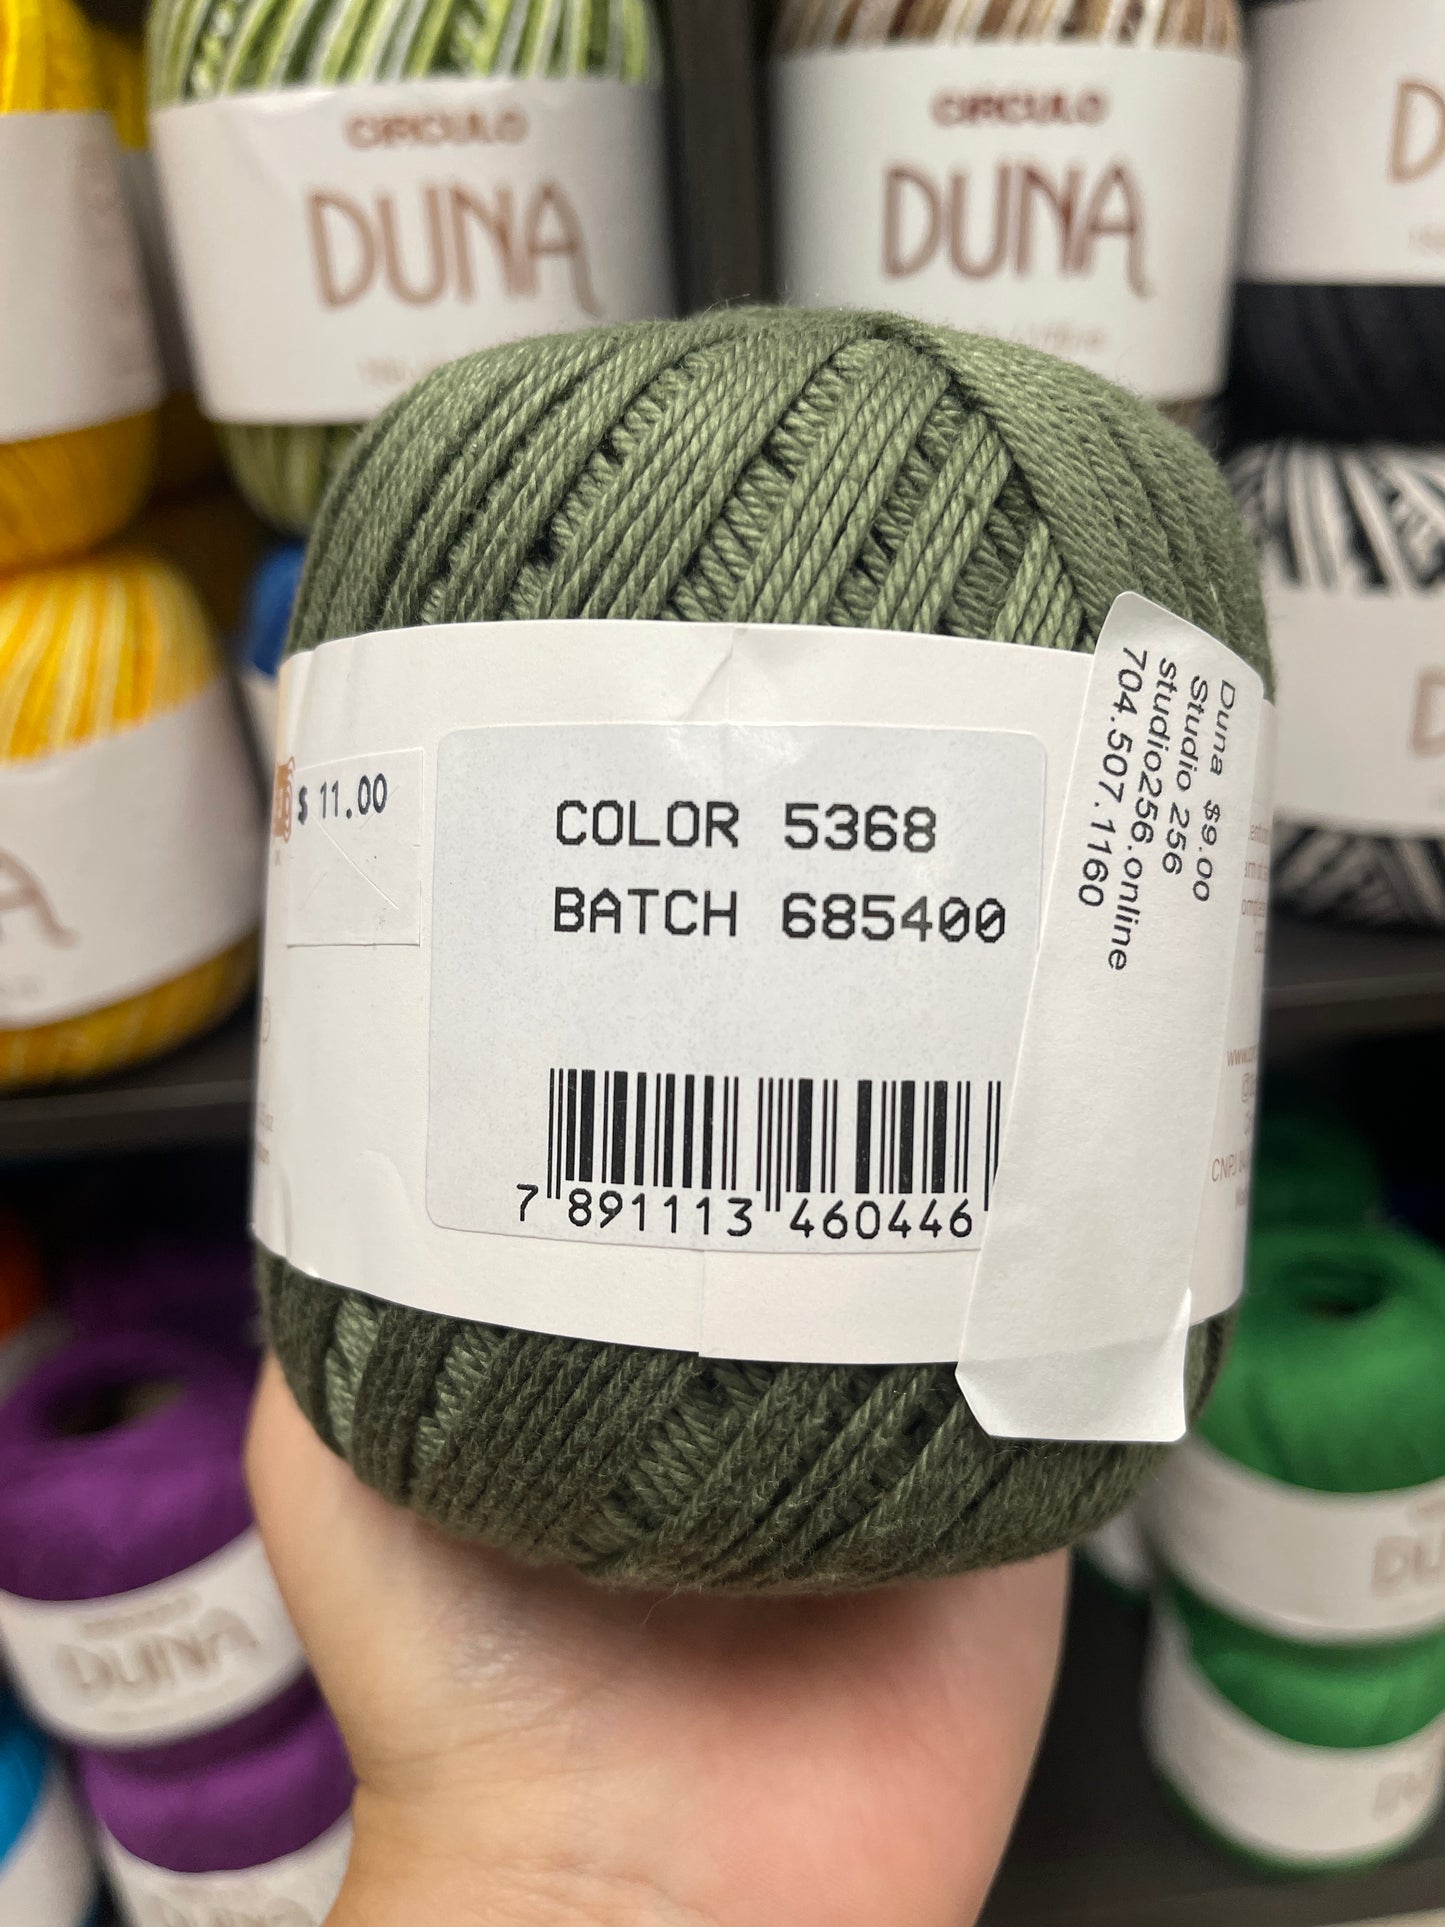 CIRCULO
DUNA
CIRCULO
DUNA
$ 11.00
COLOR 5368
BATCH 685400
7 891113 460446
Duna $9.00
Studio 256
studio256.online
704.507.1160
CNPJ
DUNA